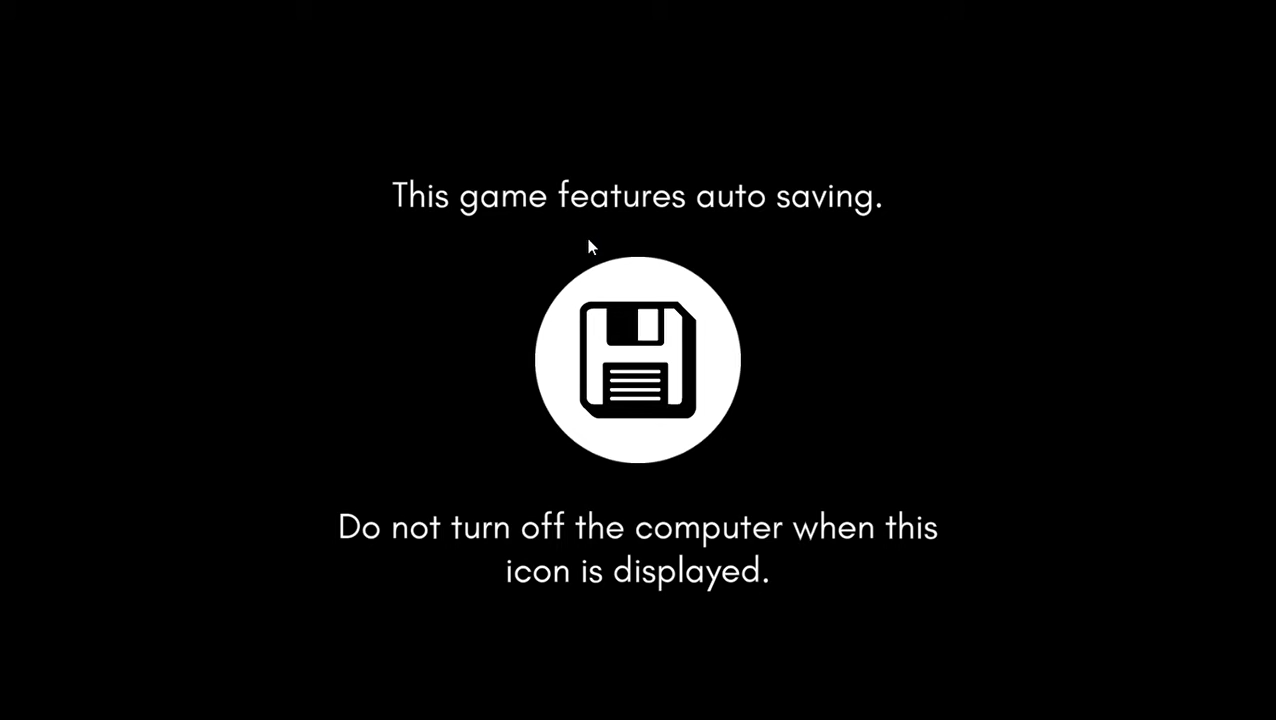 This game features auto saving.
Do not turn off the computer when this
icon is displayed.